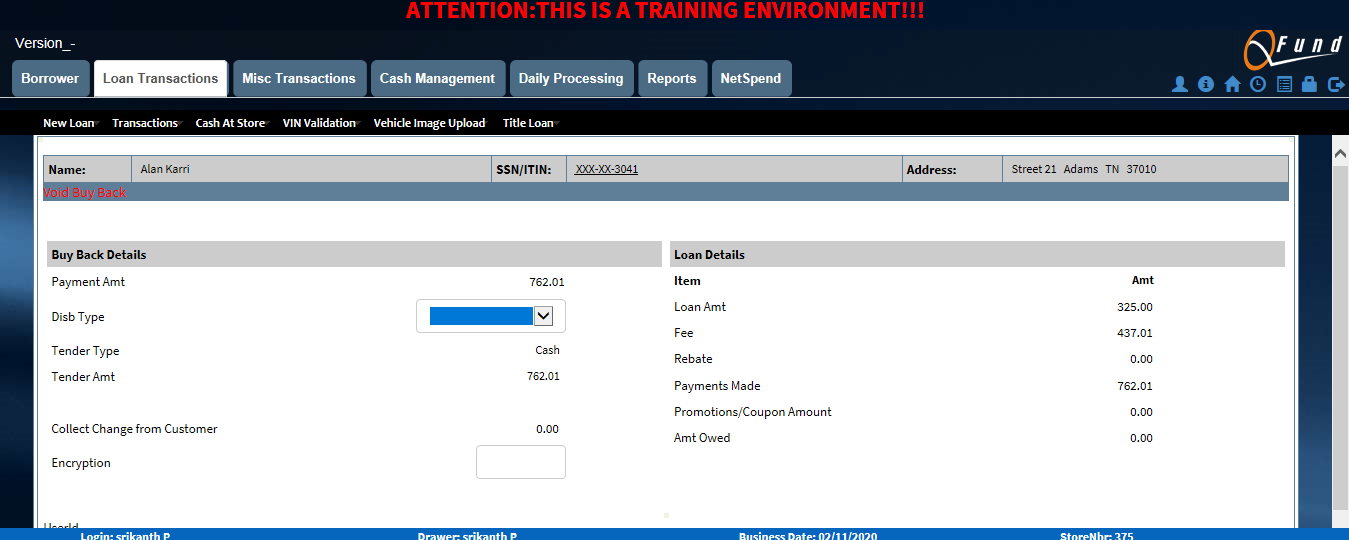 ATTENTION:THIS IS A TRAINING ENVIRONMENT!!!
Version_-
Fund
Borrower Loan Transactions Misc Transactions Cash Management Daily Processing Reports NetSpend
New Loan Transactions Cash At Store VIN Validation Vehicle Image Upload Title Loan
Name: Alan Karri SSN/ITIN: XXX-XX-3041 Address: Street 21 Adams TN 37010
Void Buy Back
Buy Back Details Loan Details
Payment Amt 762.01 Item Amt
Disb Type Loan Amt 325.00
Fee 437.01
Tender Type Cash Rebate 0.00
Tender Amt 762.01 Payments Made 762.01
Promotions/Coupon Amount 0.00
Collect Change from Customer 0.00 Amt Owed 0.00
Encryption
UserId
Login: srikanth P Drawer: srikanth P Business Date: 02/11/2020 StoreNbr: 375